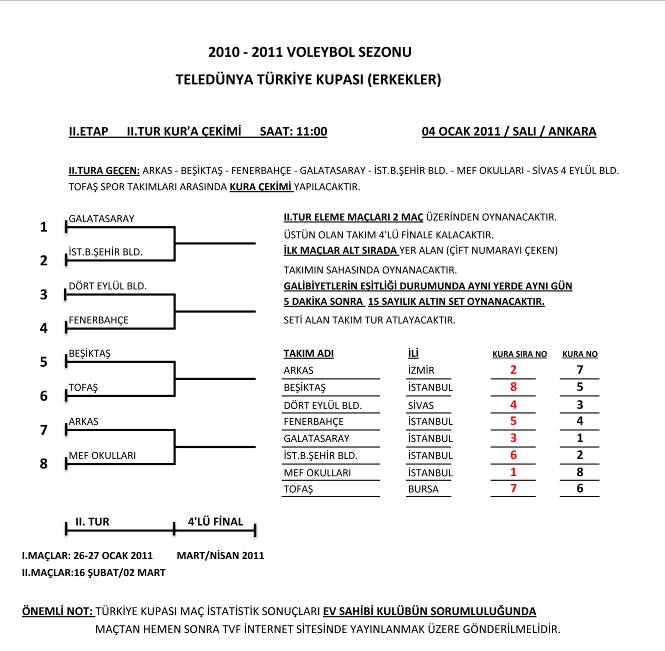 2010 - 2011 VOLEYBOL SEZONU
TELEDÜNYA TÜRKİYE KUPASI (ERKEKLER)
II.ETAP II.TUR KUR'A ÇEKİMİ SAAT: 11:00 04 OCAK 2011 / SALI / ANKARA
II.TURA GEÇEN: ARKAS - BEŞİKTAŞ - FENERBAHÇE - GALATASARAY - İST.B.ŞEHİR BLD. - MEF OKULLARI - SİVAS 4 EYLÜL BLD.
TOFAŞ SPOR TAKIMLARI ARASINDA KURA ÇEKİMİ YAPILACAKTIR.
1 GALATASARAY
2 İST.B.ŞEHİR BLD.
3 DÖRT EYLÜL BLD.
4 FENERBAHÇE
5 BEŞİKTAŞ
6 TOFAŞ
7 ARKAS
8 MEF OKULLARI
II.TUR ELEME MAÇLARI 2 MAÇ ÜZERİNDEN OYNANACAKTIR.
ÜSTÜN OLAN TAKIM 4'LÜ FİNALE KALACAKTIR.
İLK MAÇLAR ALT SIRADA YER ALAN (ÇİFT NUMARAYI ÇEKEN)
TAKIMIN SAHASINDA OYNANACAKTIR.
GALİBİYETLERİN EŞİTLİĞİ DURUMUNDA AYNI YERDE AYNI GÜN
5 DAKİKA SONRA 15 SAYILIK ALTIN SET OYNANACAKTIR.
SETİ ALAN TAKIM TUR ATLAYACAKTIR.
TAKIM ADI İLİ KURA SIRA NO KURA NO
ARKAS İZMİR 2 7
BEŞİKTAŞ İSTANBUL 8 5
DÖRT EYLÜL BLD. SİVAS 4 3
FENERBAHÇE İSTANBUL 5 4
GALATASARAY İSTANBUL 3 1
İST.B.ŞEHİR BLD. İSTANBUL 6 2
MEF OKULLARI İSTANBUL 1 8
TOFAŞ BURSA 7 6
II. TUR 4'LÜ FİNAL
I.MAÇLAR: 26-27 OCAK 2011 MART/NİSAN 2011
II.MAÇLAR:16 ŞUBAT/02 MART
ÖNEMLİ NOT: TÜRKİYE KUPASI MAÇ İSTATİSTİK SONUÇLARI EV SAHİBİ KULÜBÜN SORUMLULUĞUNDA
MAÇTAN HEMEN SONRA TVF İNTERNET SİTESİNDE YAYINLANMAK ÜZERE GÖNDERİLMELİDİR.